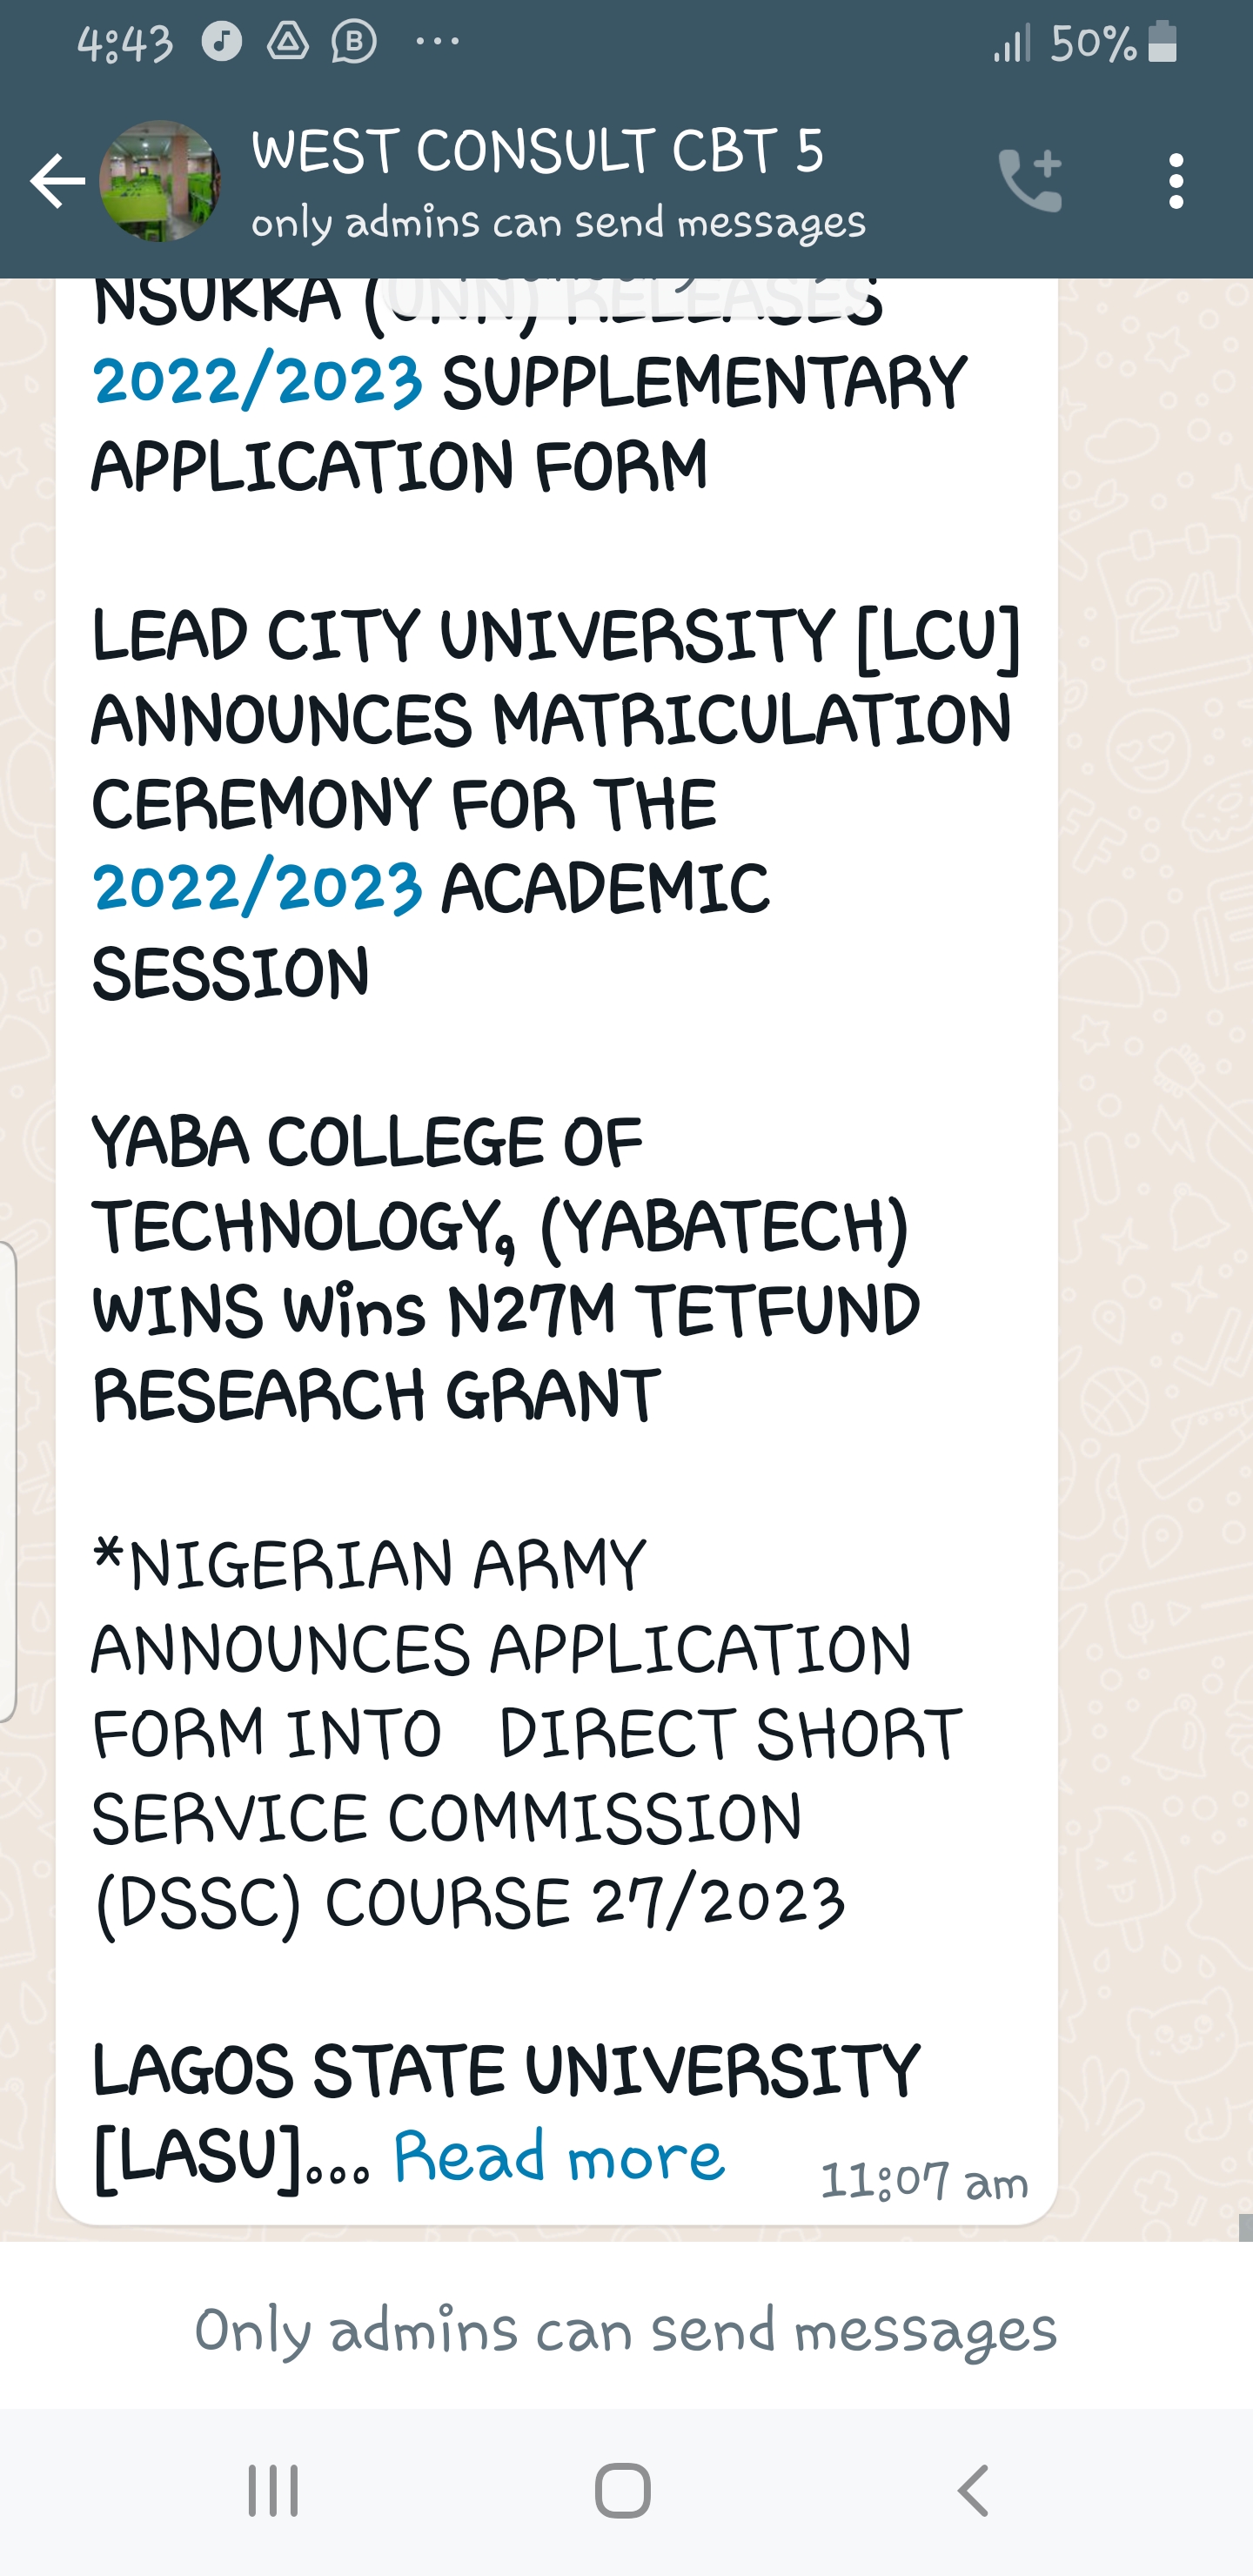 4:43
50%
WEST CONSULT CBT 5
only admins can send messages
NSUKKA (UNN) RELEASES
2022/2023 SUPPLEMENTARY
APPLICATION FORM
LEAD CITY UNIVERSITY [LCU]
ANNOUNCES MATRICULATION
CEREMONY FOR THE
2022/2023 ACADEMIC
SESSION
YABA COLLEGE OF
TECHNOLOGY, (YABATECH)
WINS Wins N27M TETFUND
RESEARCH GRANT
*NIGERIAN ARMY
ANNOUNCES APPLICATION
FORM INTO   DIRECT SHORT
SERVICE COMMISSION
(DSSC) COURSE 27/2023
LAGOS STATE UNIVERSITY
[LASU]... Read more
11:07 am
Only admins can send messages